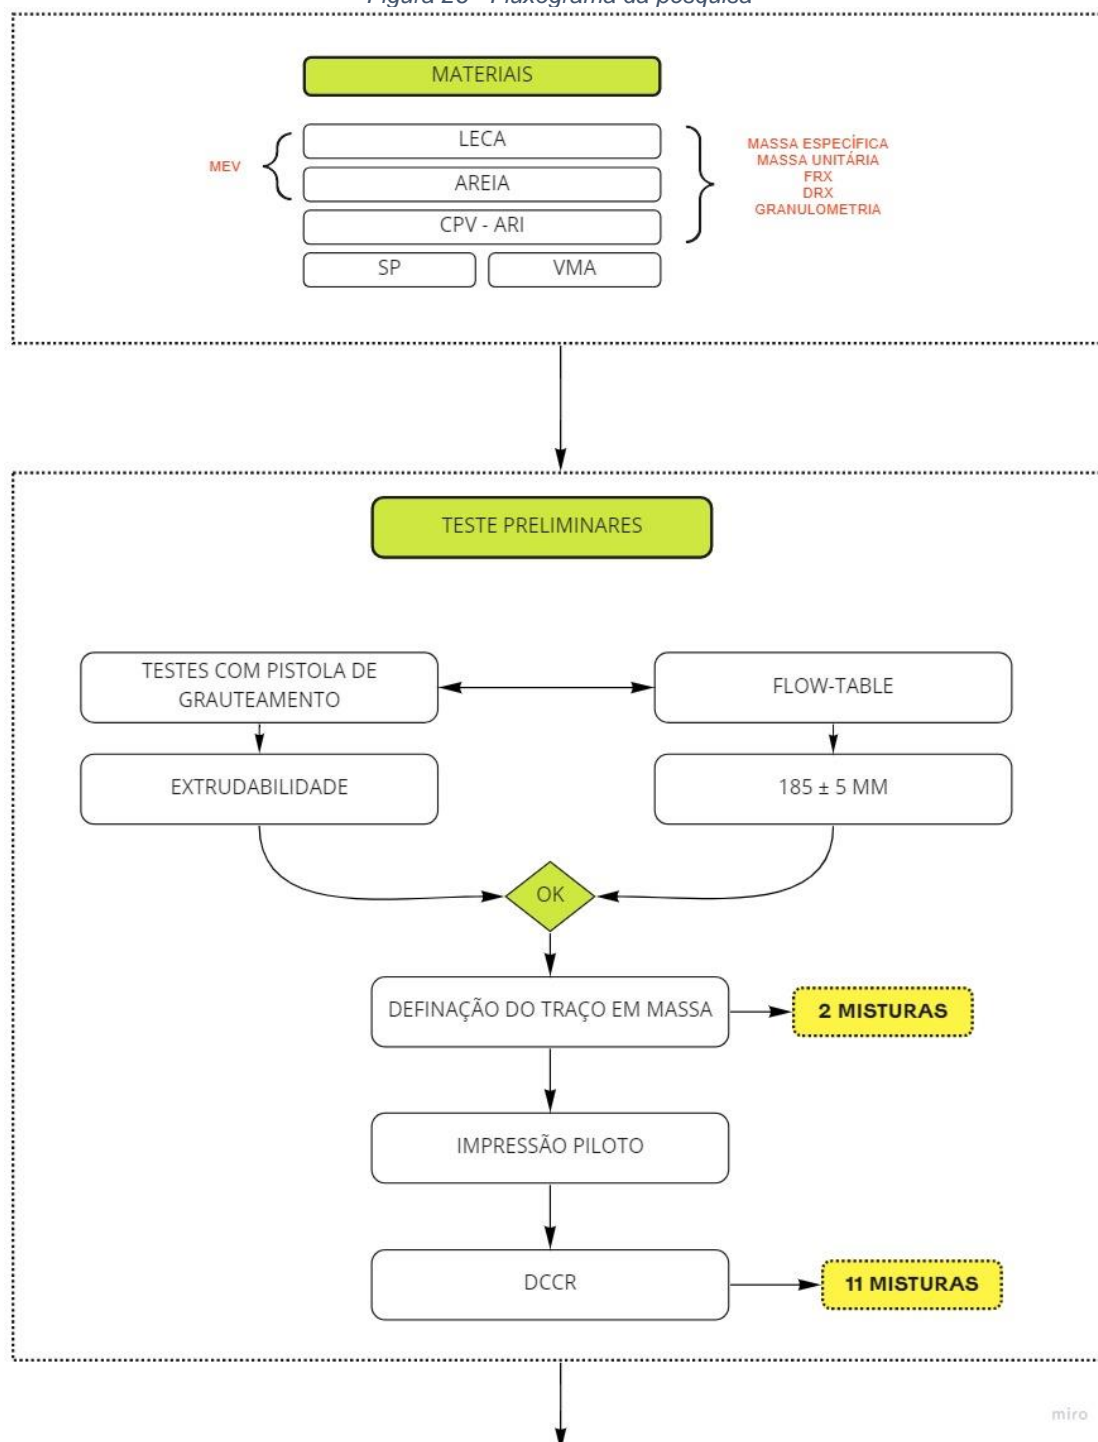 Figura 26 - Fluxograma da pesquisa
MATERIAIS
LECA
MEV
AREIA
CPV - ARI
SP
VMA
MASSA ESPECÍFICA
MASSA UNITÁRIA
FRX
DRX
GRANULOMETRIA
TESTE PRELIMINARES
TESTES COM PISTOLA DE
GRAUTEAMENTO
FLOW-TABLE
EXTRUDABILIDADE
185 ± 5 MM
OK
DEFINAÇÃO DO TRAÇO EM MASSA
2 MISTURAS
IMPRESSÃO PILOTO
DCCR
11 MISTURAS
miro